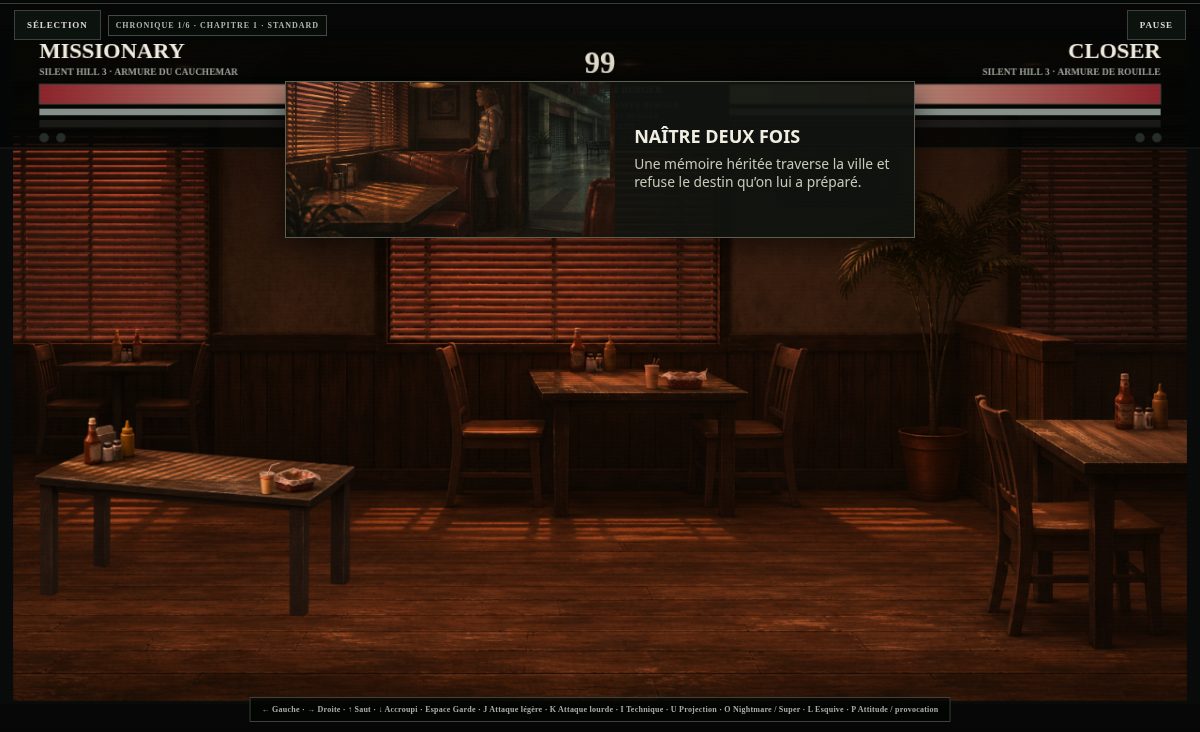 SÉLECTION
CHRONIQUE 1/6 · CHAPITRE 1 · STANDARD
PAUSE
MISSIONARY
SILENT HILL 3 · ARMURE DU CAUCHEMAR
99
CLOSER
SILENT HILL 3 · ARMURE DE ROUILLE
NAÎTRE DEUX FOIS
Une mémoire héritée traverse la ville et
refuse le destin qu'on lui a préparé.
← Gauche · → Droite · ↑ Saut · ↓ Accroupi · Espace Garde · J Attaque légère · K Attaque lourde · I Technique · U Projection · O Nightmare / Super · L Esquive · P Attitude / provocation